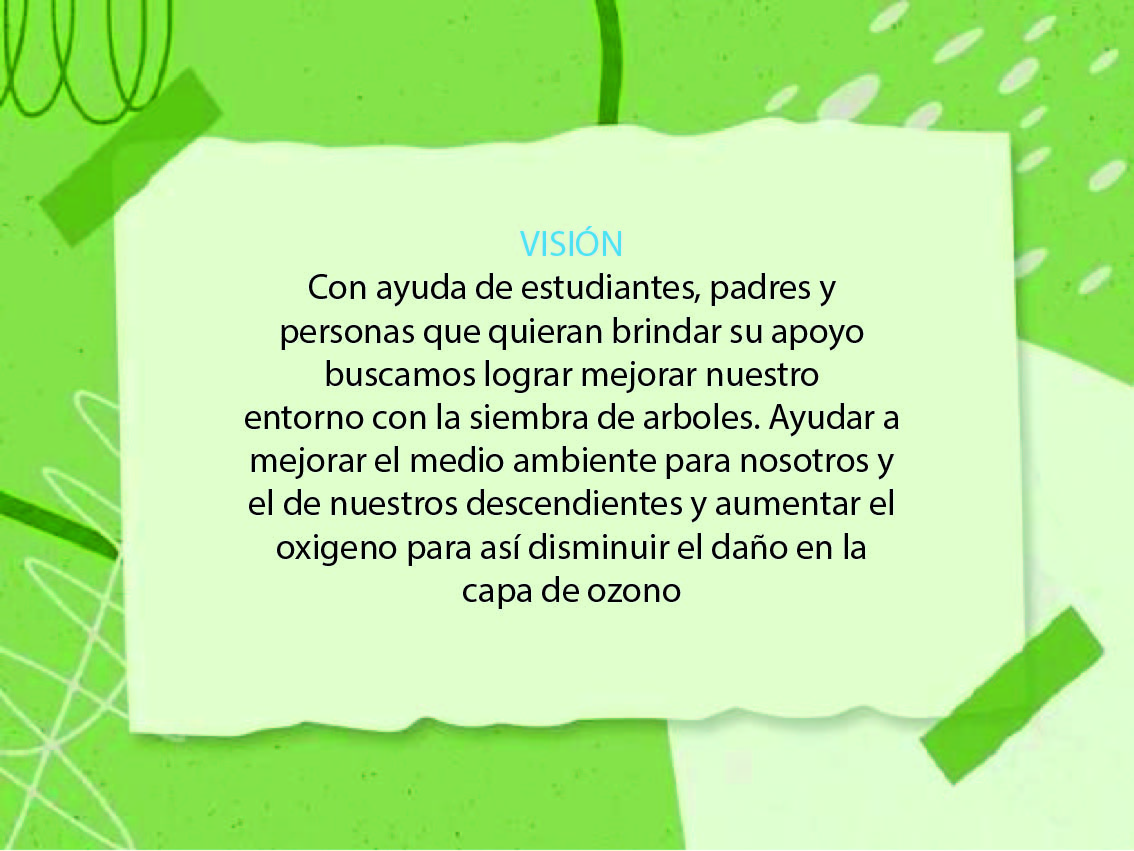 VISIÓN
Con ayuda de estudiantes, padres y
personas que quieran brindar su apoyo
buscamos lograr mejorar nuestro
entorno con la siembra de arboles. Ayudar a
mejorar el medio ambiente para nosotros y
el de nuestros descendientes y aumentar el
oxigeno para así disminuir el daño en la
capa de ozono